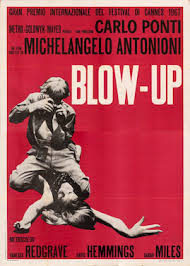 GRAN PREMIO INTERNAZIONALE DEL FESTIVAL DI CANNES 1967
METRO-GOLDWYN-MAYER
CARLO PONTI
MICHELANGELO ANTONIONI
BLOW-UP
REDGRAVE
HEMMINGS
MILES